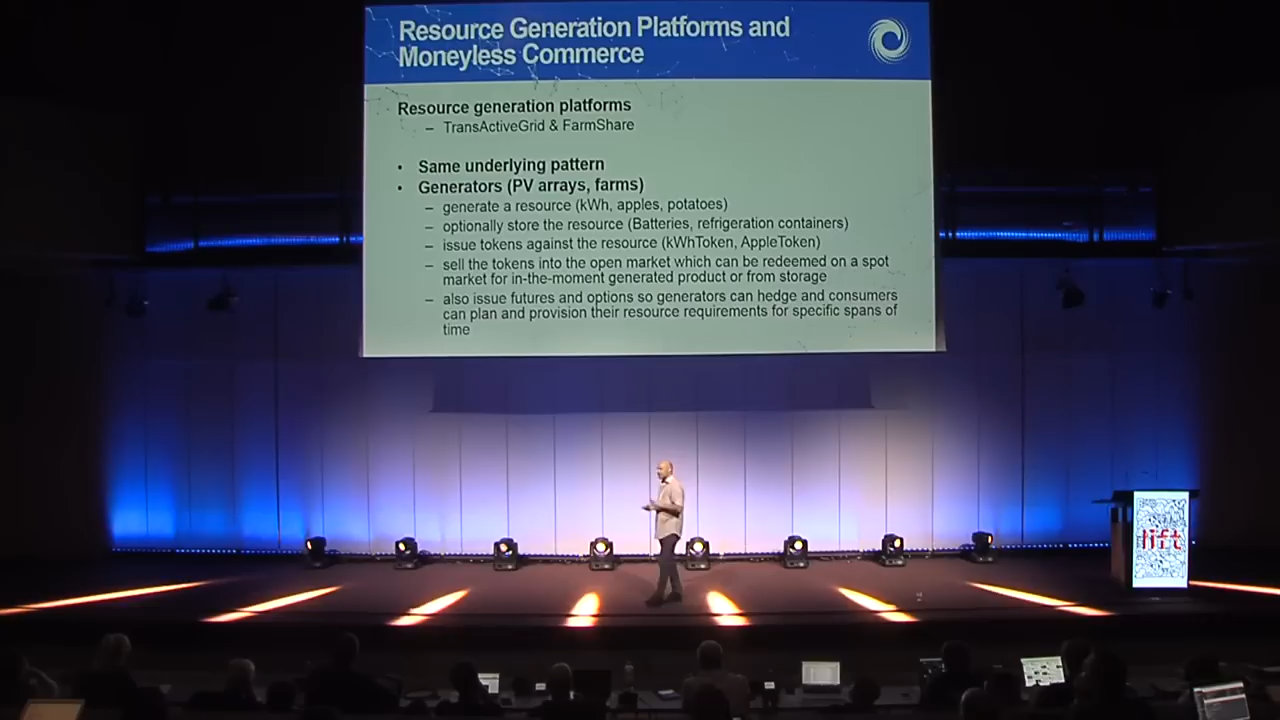 Resource Generation Platforms and
Moneyless Commerce
Resource generation platforms
– TransActiveGrid & FarmShare
• Same underlying pattern
• Generators (PV arrays, farms)
– generate a resource (kWh, apples, potatoes)
– optionally store the resource (Batteries, refrigeration containers)
– issue tokens against the resource (kWhToken, AppleToken)
– sell the tokens into the open market which can be redeemed on a spot
market for in-the-moment generated product or from storage
– also issue futures and options so generators can hedge and consumers
can plan and provision their resource requirements for specific spans of
time
lift